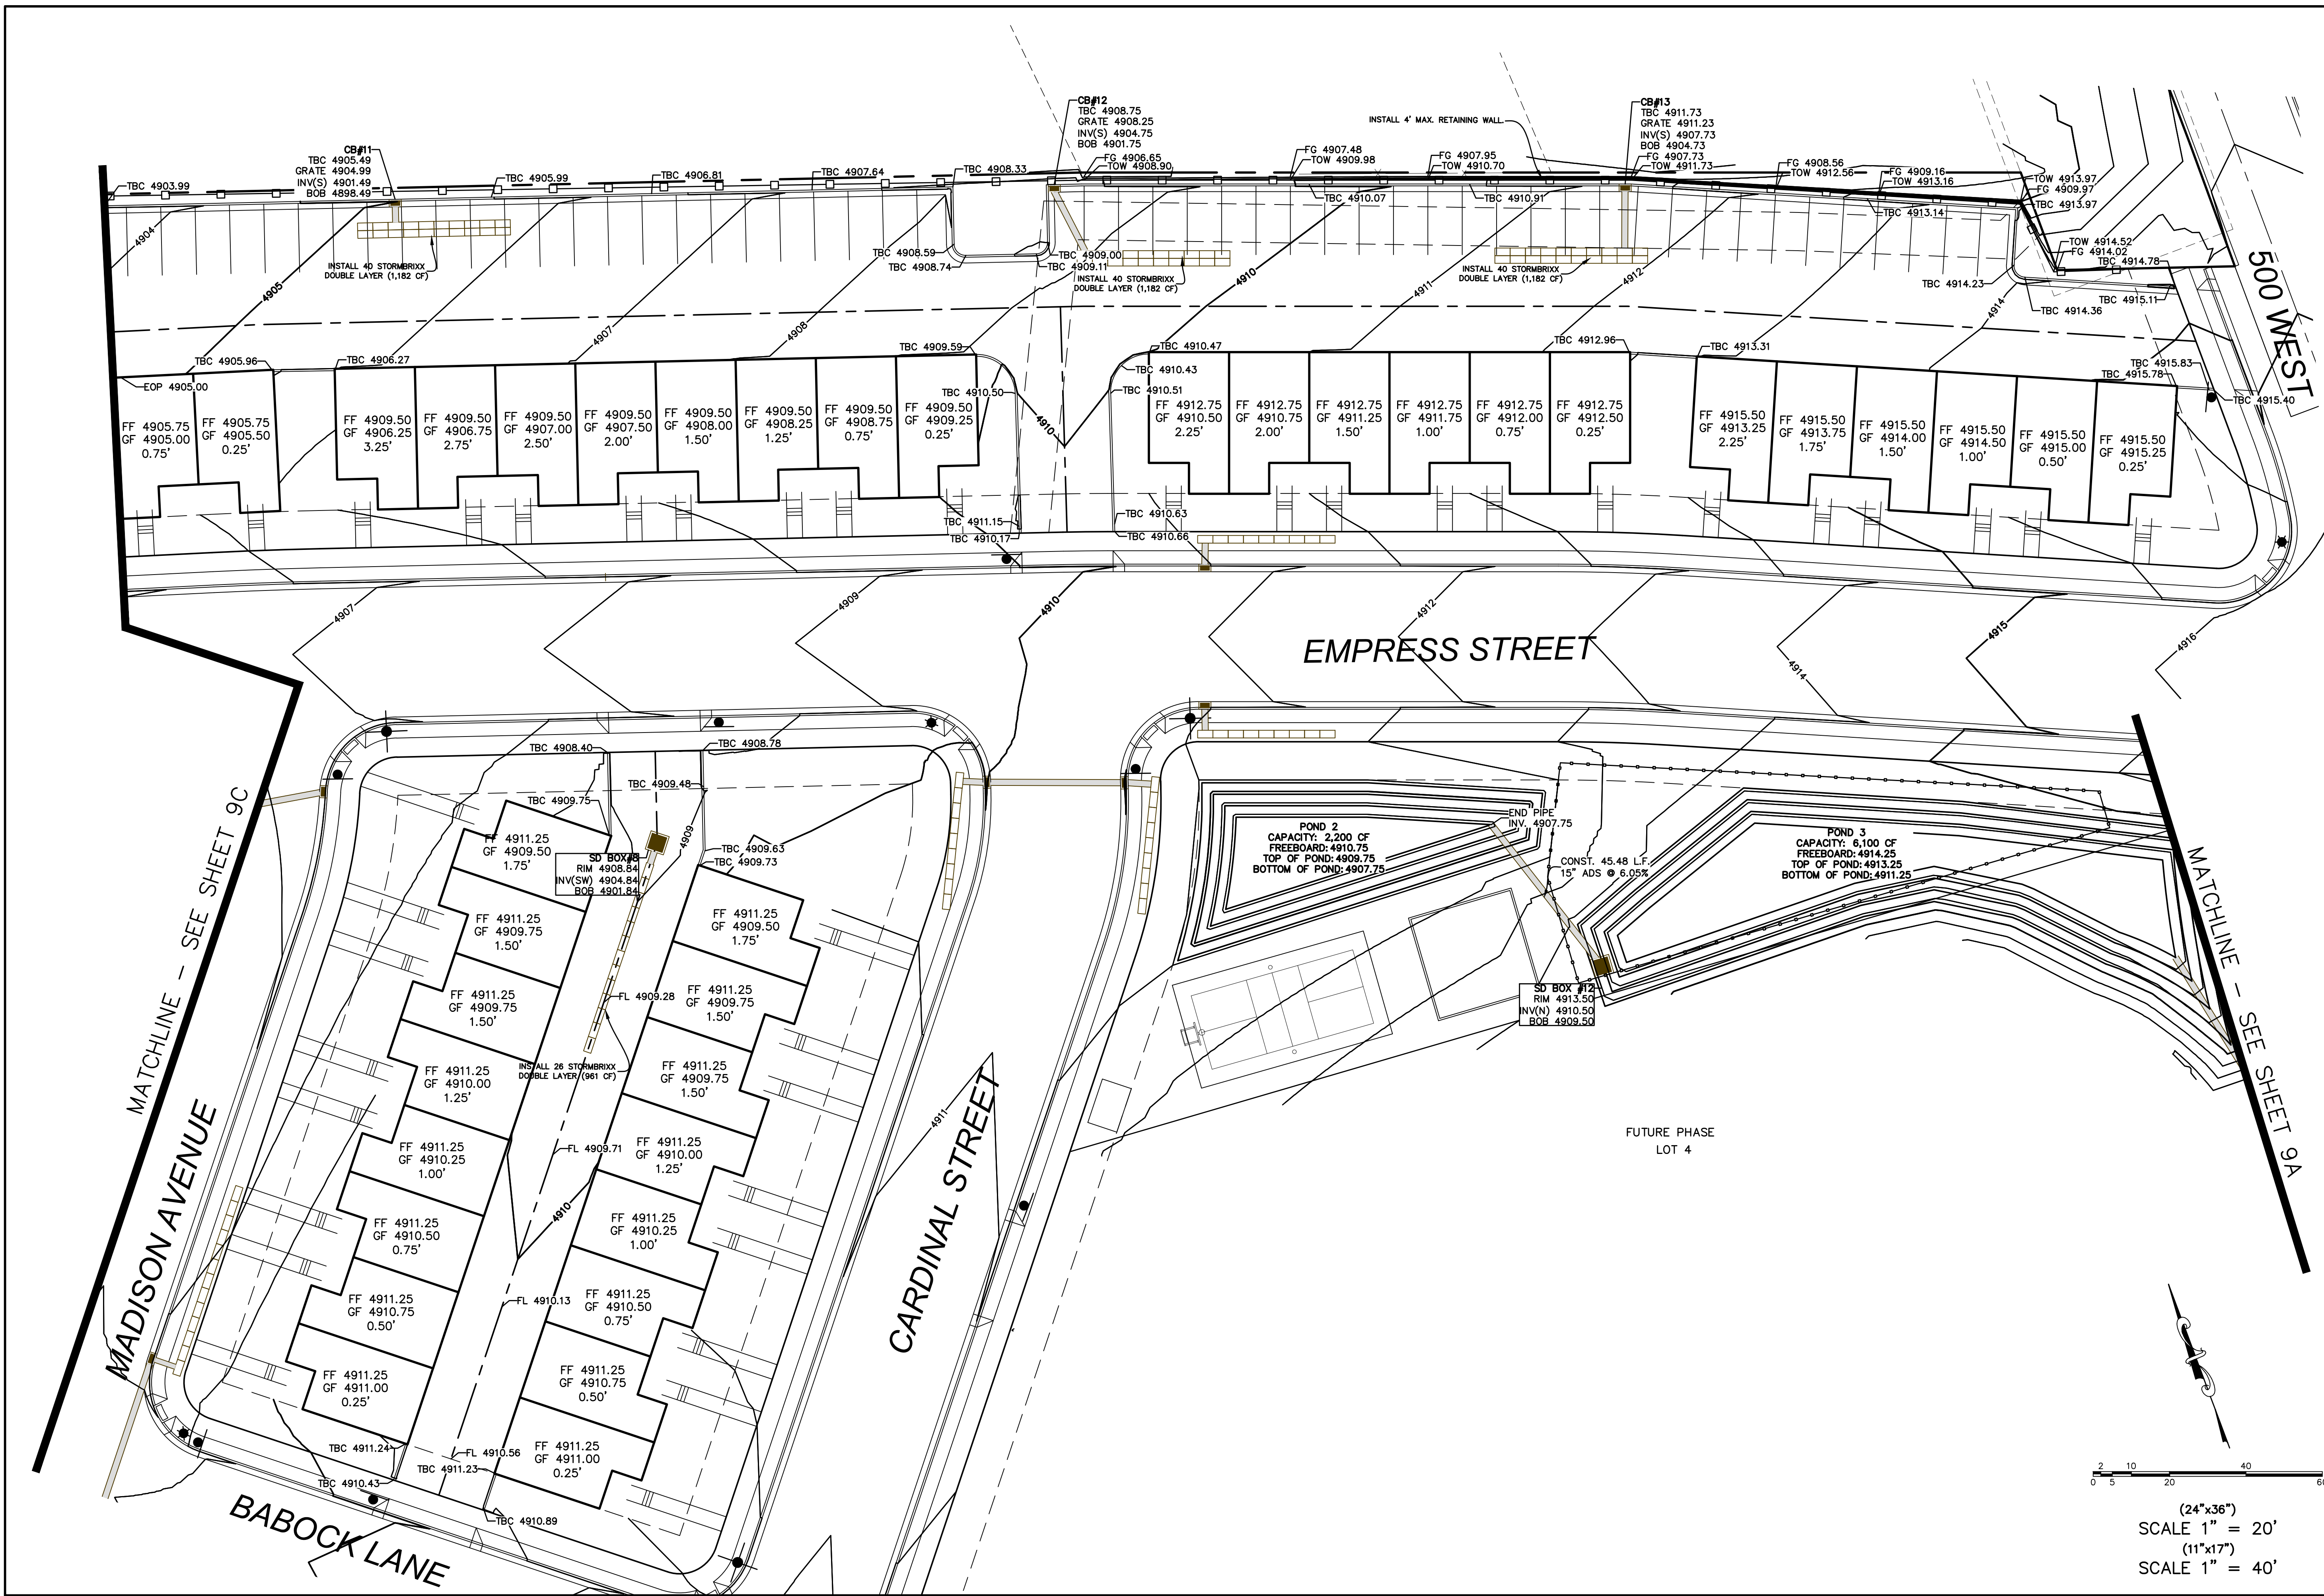 CB#11
TBC 4905.49
GRATE 4904.99
INV(S) 4901.49
BOB 4898.49
TBC 4903.99
TBC 4905.99
TBC 4906.81
TBC 4907.64
TBC 4908.33
CB#12
TBC 4908.75
GRATE 4908.25
INV(S) 4904.75
BOB 4901.75
FG 4906.65
TOW 4908.90
FG 4907.48
TOW 4909.98
INSTALL 4' MAX. RETAINING WALL
FG 4907.95
TOW 4910.70
CB#13
TBC 4911.73
GRATE 4911.23
INV(S) 4907.73
BOB 4904.73
FG 4907.73
TOW 4911.73
FG 4908.56
TOW 4912.56
FG 4909.16
TOW 4913.16
TOW 4913.97
FG 4909.97
TBC 4913.97
TBC 4910.07
TBC 4910.91
TBC 4913.14
TOW 4914.52
FG 4914.02
TBC 4914.78
TBC 4914.23
TBC 4915.11
TBC 4914.36
500 WEST
4904
4905
INSTALL 40 STORMBRIXX
DOUBLE LAYER (1,182 CF)
4907
4908
TBC 4908.59
TBC 4908.74
TBC 4909.00
TBC 4909.11
INSTALL 40 STORMBRIXX
DOUBLE LAYER (1,182 CF)
4910
4911
INSTALL 40 STORMBRIXX
DOUBLE LAYER (1,182 CF)
4912
4914
TBC 4905.96
TBC 4906.27
TBC 4909.59
TBC 4910.47
TBC 4912.96
TBC 4913.31
TBC 4915.83
TBC 4915.78
TBC 4915.40
EOP 4905.00
TBC 4910.50
TBC 4910.43
TBC 4910.51
4910
FF 4905.75
GF 4905.00
0.75'
FF 4905.75
GF 4905.50
0.25'
FF 4909.50
GF 4906.25
3.25'
FF 4909.50
GF 4906.75
2.75'
FF 4909.50
GF 4907.00
2.50'
FF 4909.50
GF 4907.50
2.00'
FF 4909.50
GF 4908.00
1.50'
FF 4909.50
GF 4908.25
1.25'
FF 4909.50
GF 4908.75
0.75'
FF 4909.50
GF 4909.25
0.25'
FF 4912.75
GF 4910.50
2.25'
FF 4912.75
GF 4910.75
2.00'
FF 4912.75
GF 4911.25
1.50'
FF 4912.75
GF 4911.75
1.00'
FF 4912.75
GF 4912.00
0.75'
FF 4912.75
GF 4912.50
0.25'
FF 4915.50
GF 4913.25
2.25'
FF 4915.50
GF 4913.75
1.75'
FF 4915.50
GF 4914.00
1.50'
FF 4915.50
GF 4914.50
1.00'
FF 4915.50
GF 4915.00
0.50'
FF 4915.50
GF 4915.25
0.25'
TBC 4911.15
TBC 4910.17
TBC 4910.63
TBC 4910.66
4907
4909
4910
4912
4914
4915
4916
EMPRESS STREET
TBC 4908.40
TBC 4908.78
TBC 4909.48
TBC 4909.75
4909
TBC 4909.63
TBC 4909.73
SD BOX#8
RIM 4908.84
INV(SW) 4904.84
BOB 4901.84
FF 4911.25
GF 4909.50
1.75'
FF 4911.25
GF 4909.75
1.50'
FF 4911.25
GF 4909.75
1.50'
FF 4911.25
GF 4910.00
1.25'
FF 4911.25
GF 4910.25
1.00'
FF 4911.25
GF 4910.50
0.75'
FF 4911.25
GF 4910.75
0.50'
FF 4911.25
GF 4911.00
0.25'
FL 4909.28
INSTALL 26 STORMBRIXX
DOUBLE LAYER (961 CF)
FL 4909.71
4910
FL 4910.13
FL 4910.56
FF 4911.25
GF 4909.50
1.75'
FF 4911.25
GF 4909.75
1.50'
FF 4911.25
GF 4909.75
1.50'
FF 4911.25
GF 4910.00
1.25'
FF 4911.25
GF 4910.25
1.00'
FF 4911.25
GF 4910.50
0.75'
FF 4911.25
GF 4910.75
0.50'
FF 4911.25
GF 4911.00
0.25'
TBC 4911.24
TBC 4911.23
TBC 4910.43
TBC 4910.89
MATCHLINE - SEE SHEET 9C
MADISON AVENUE
BABOCK LANE
CARDINAL STREET
4911
POND 2
CAPACITY: 2,200 CF
FREEBOARD: 4910.75
TOP OF POND: 4909.75
BOTTOM OF POND: 4907.75
END PIPE
INV. 4907.75
CONST. 45.48 L.F.
15" ADS @ 6.05%
POND 3
CAPACITY: 6,100 CF
FREEBOARD: 4914.25
TOP OF POND: 4913.25
BOTTOM OF POND: 4911.25
SD BOX #12
RIM 4913.50
INV(N) 4910.50
BOB 4909.50
FUTURE PHASE
LOT 4
MATCHLINE - SEE SHEET 9A
2 10 40
0 5 20 60
(24"x36")
SCALE 1" = 20'
(11"x17")
SCALE 1" = 40'